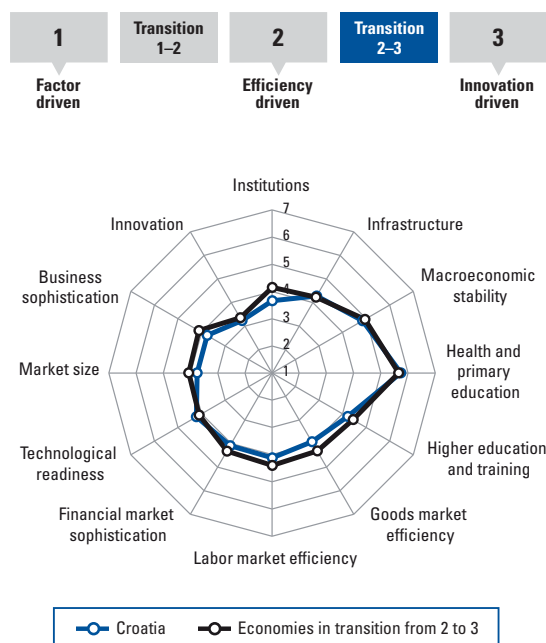 1
Transition
1–2
2
Transition
2–3
3
Factor
driven
Efficiency
driven
Innovation
driven
Institutions
7
Innovation
Infrastructure
6
5
Business
sophistication
Macroeconomic
stability
4
3
2
Market size
1
Health and
primary
education
Technological
readiness
Higher education
and training
Financial market
sophistication
Goods market
efficiency
Labor market efficiency
Croatia
Economies in transition from 2 to 3